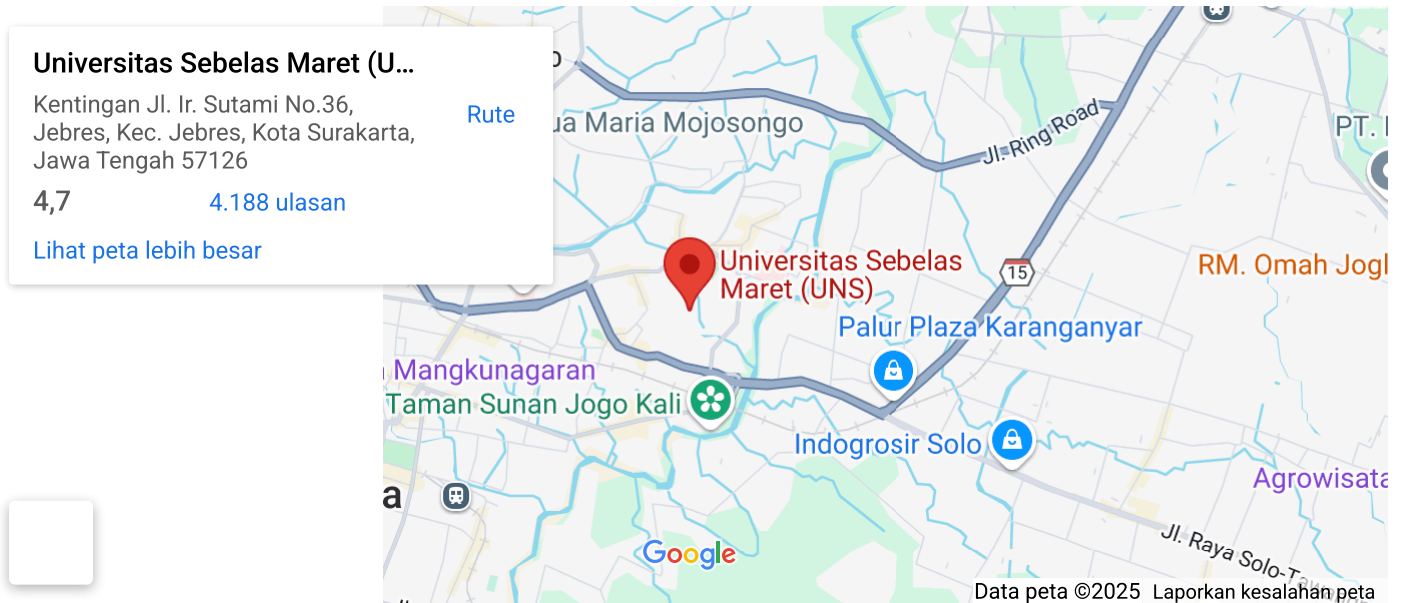 Universitas Sebelas Maret (U...
Kentingan Jl. Ir. Sutami No.36,
Jebres, Kec. Jebres, Kota Surakarta,
Jawa Tengah 57126
Rute
4,7
4.188 ulasan
Lihat peta lebih besar
ua Maria Mojosongo
Jl. Ring Road
PT.
Universitas Sebelas
Maret (UNS)
15
RM. Omah Jogl
Palur Plaza Karanganyar
Mangkunagaran
Taman Sunan Jogo Kali
Indogrosir Solo
Agrowisata
a
Jl. Raya Solo-Taw
Google
Data peta ©2025
Laporkan kesalahan peta